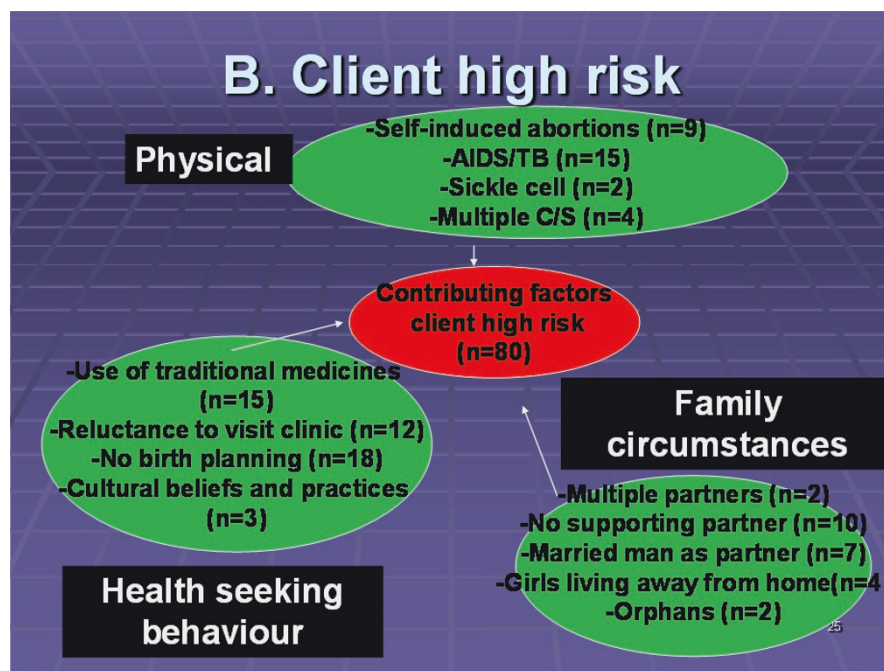 B. Client high risk
Physical
-Self-induced abortions (n=9)
-AIDS/TB (n=15)
-Sickle cell (n=2)
-Multiple C/S (n=4)
Contributing factors
client high risk
(n=80)
-Use of traditional medicines
(n=15)
-Reluctance to visit clinic (n=12)
-No birth planning (n=18)
-Cultural beliefs and practices
(n=3)
Health seeking
behaviour
Family
circumstances
-Multiple partners (n=2)
-No supporting partner (n=10)
-Married man as partner (n=7)
-Girls living away from home(n=4
-Orphans (n=2)
25